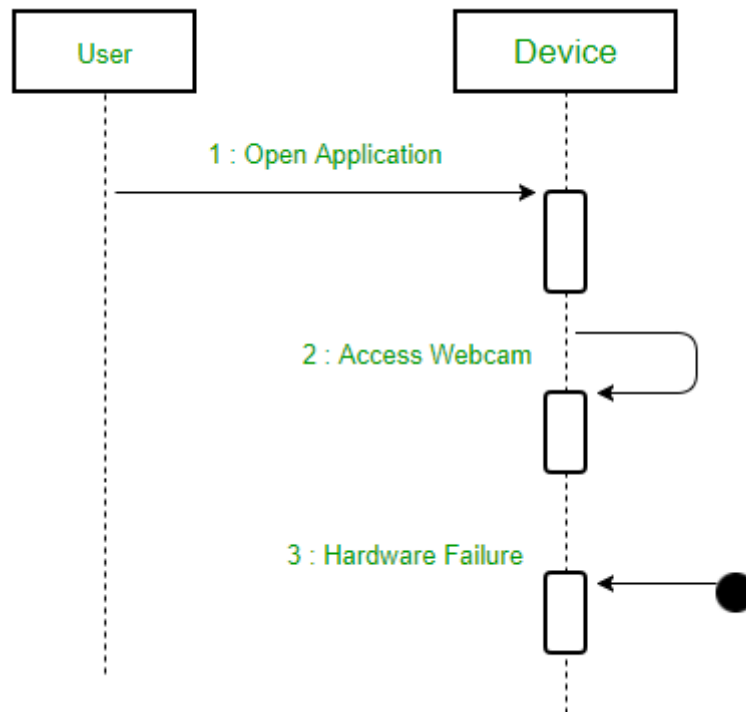 User
Device
1 : Open Application
2 : Access Webcam
3 : Hardware Failure